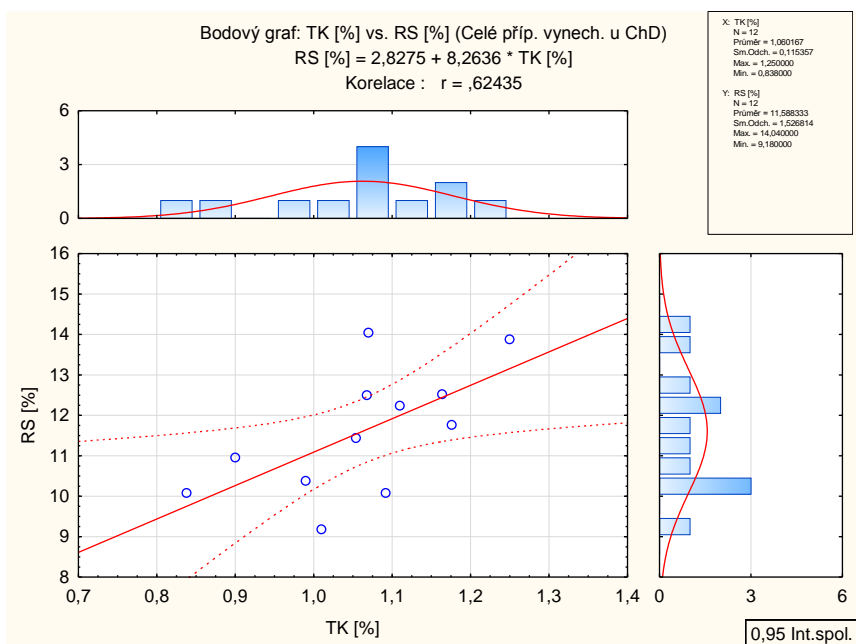 Bodový graf: TK [%] vs. RS [%] (Celé příp. vynech. u ChD)
RS [%] = 2,8275 + 8,2636 * TK [%]
Korelace : r = ,62435
X: TK [%]
N = 12
Průměr = 1,060167
Sm.Odch. = 0,115357
Max. = 1,250000
Min. = 0,838000
Y: RS [%]
N = 12
Průměr = 11,588333
Sm.Odch. = 1,526814
Max. = 14,040000
Min. = 9,180000
6
3
0
16
15
14
13
12
11
10
9
8
RS [%]
0,7 0,8 0,9 1,0 1,1 1,2 1,3 1,4
TK [%]
0 3 6
0,95 Int.spol.